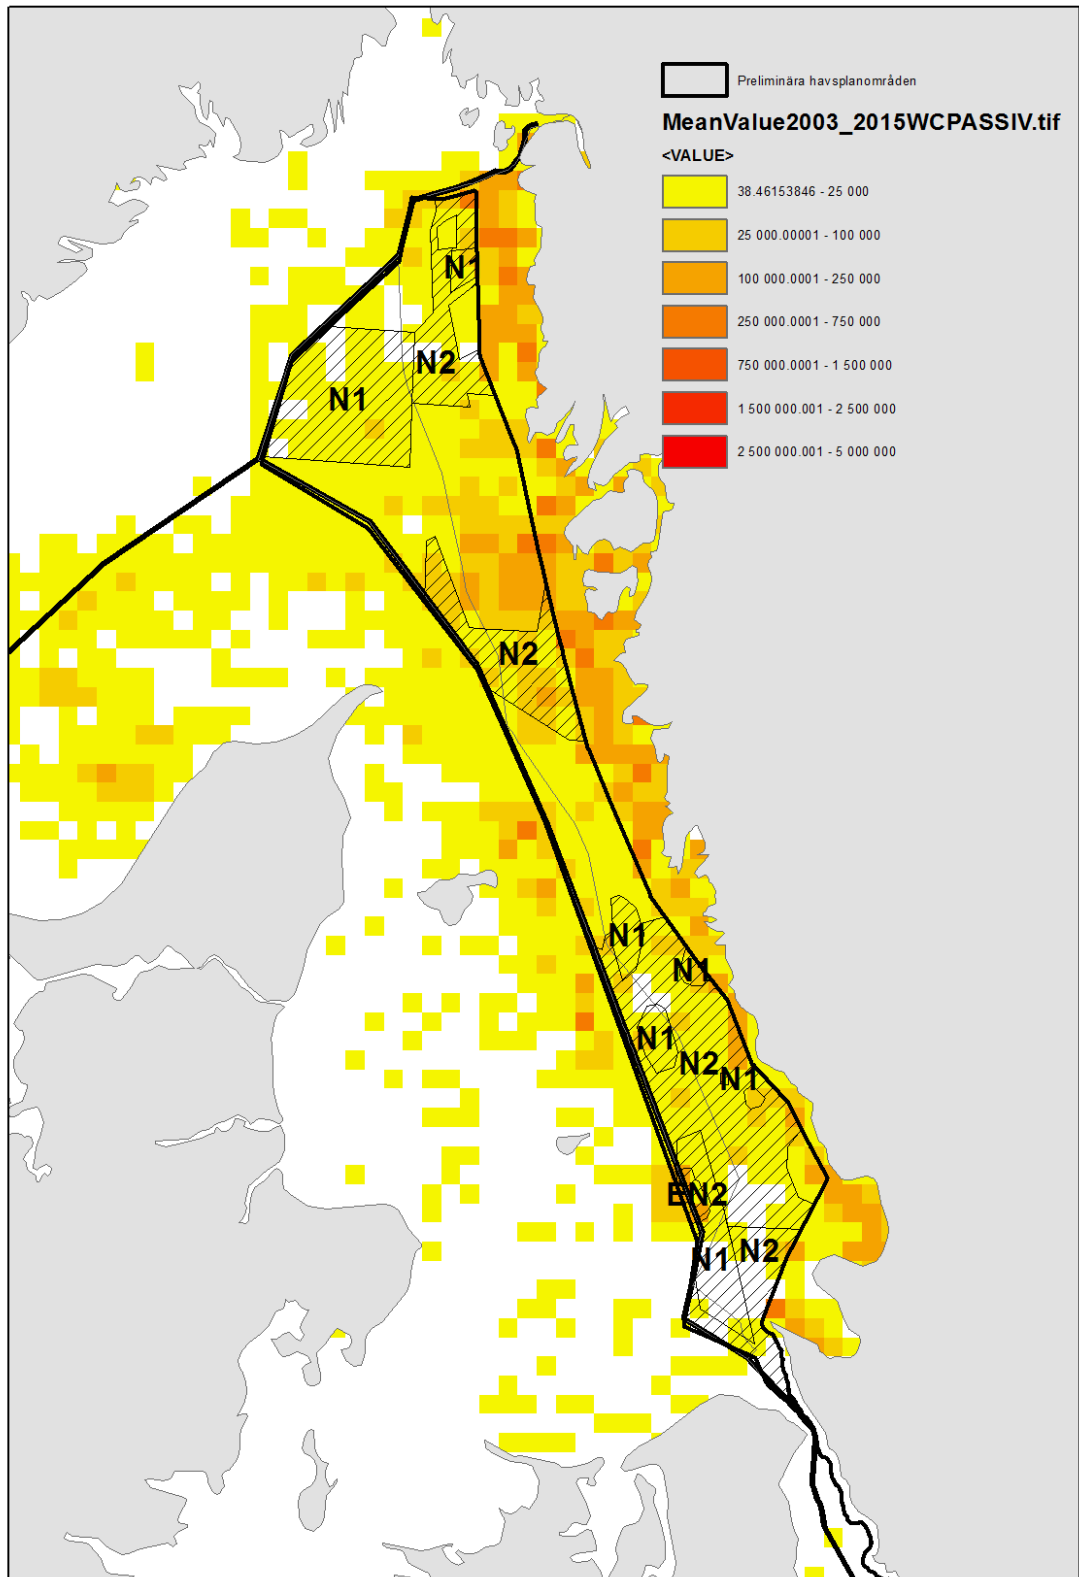 Preliminära havsplanområden
MeanValue2003_2015WCPASSIV.tif
<VALUE>
38.46153846 - 25 000
25 000.00001 - 100 000
100 000.0001 - 250 000
250 000.0001 - 750 000
750 000.0001 - 1 500 000
1 500 000.001 - 2 500 000
2 500 000.001 - 5 000 000
N1
N2
N1
N2
N1
N1
N1
N2
N1
EN2
N1
N2